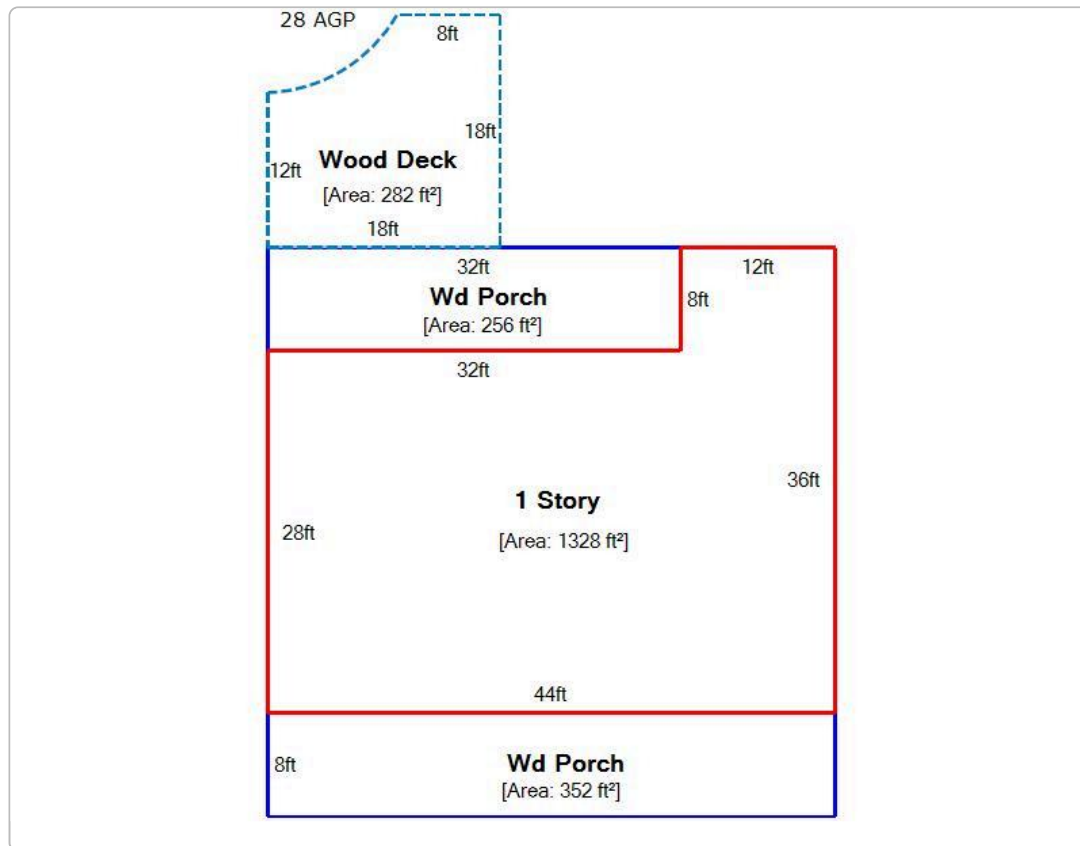 28 AGP
8ft
18ft
Wood Deck
12ft
[Area: 282 ft²]
18ft
32ft
12ft
Wd Porch
8ft
[Area: 256 ft²]
32ft
36ft
1 Story
28ft
[Area: 1328 ft²]
44ft
8ft
Wd Porch
[Area: 352 ft²]